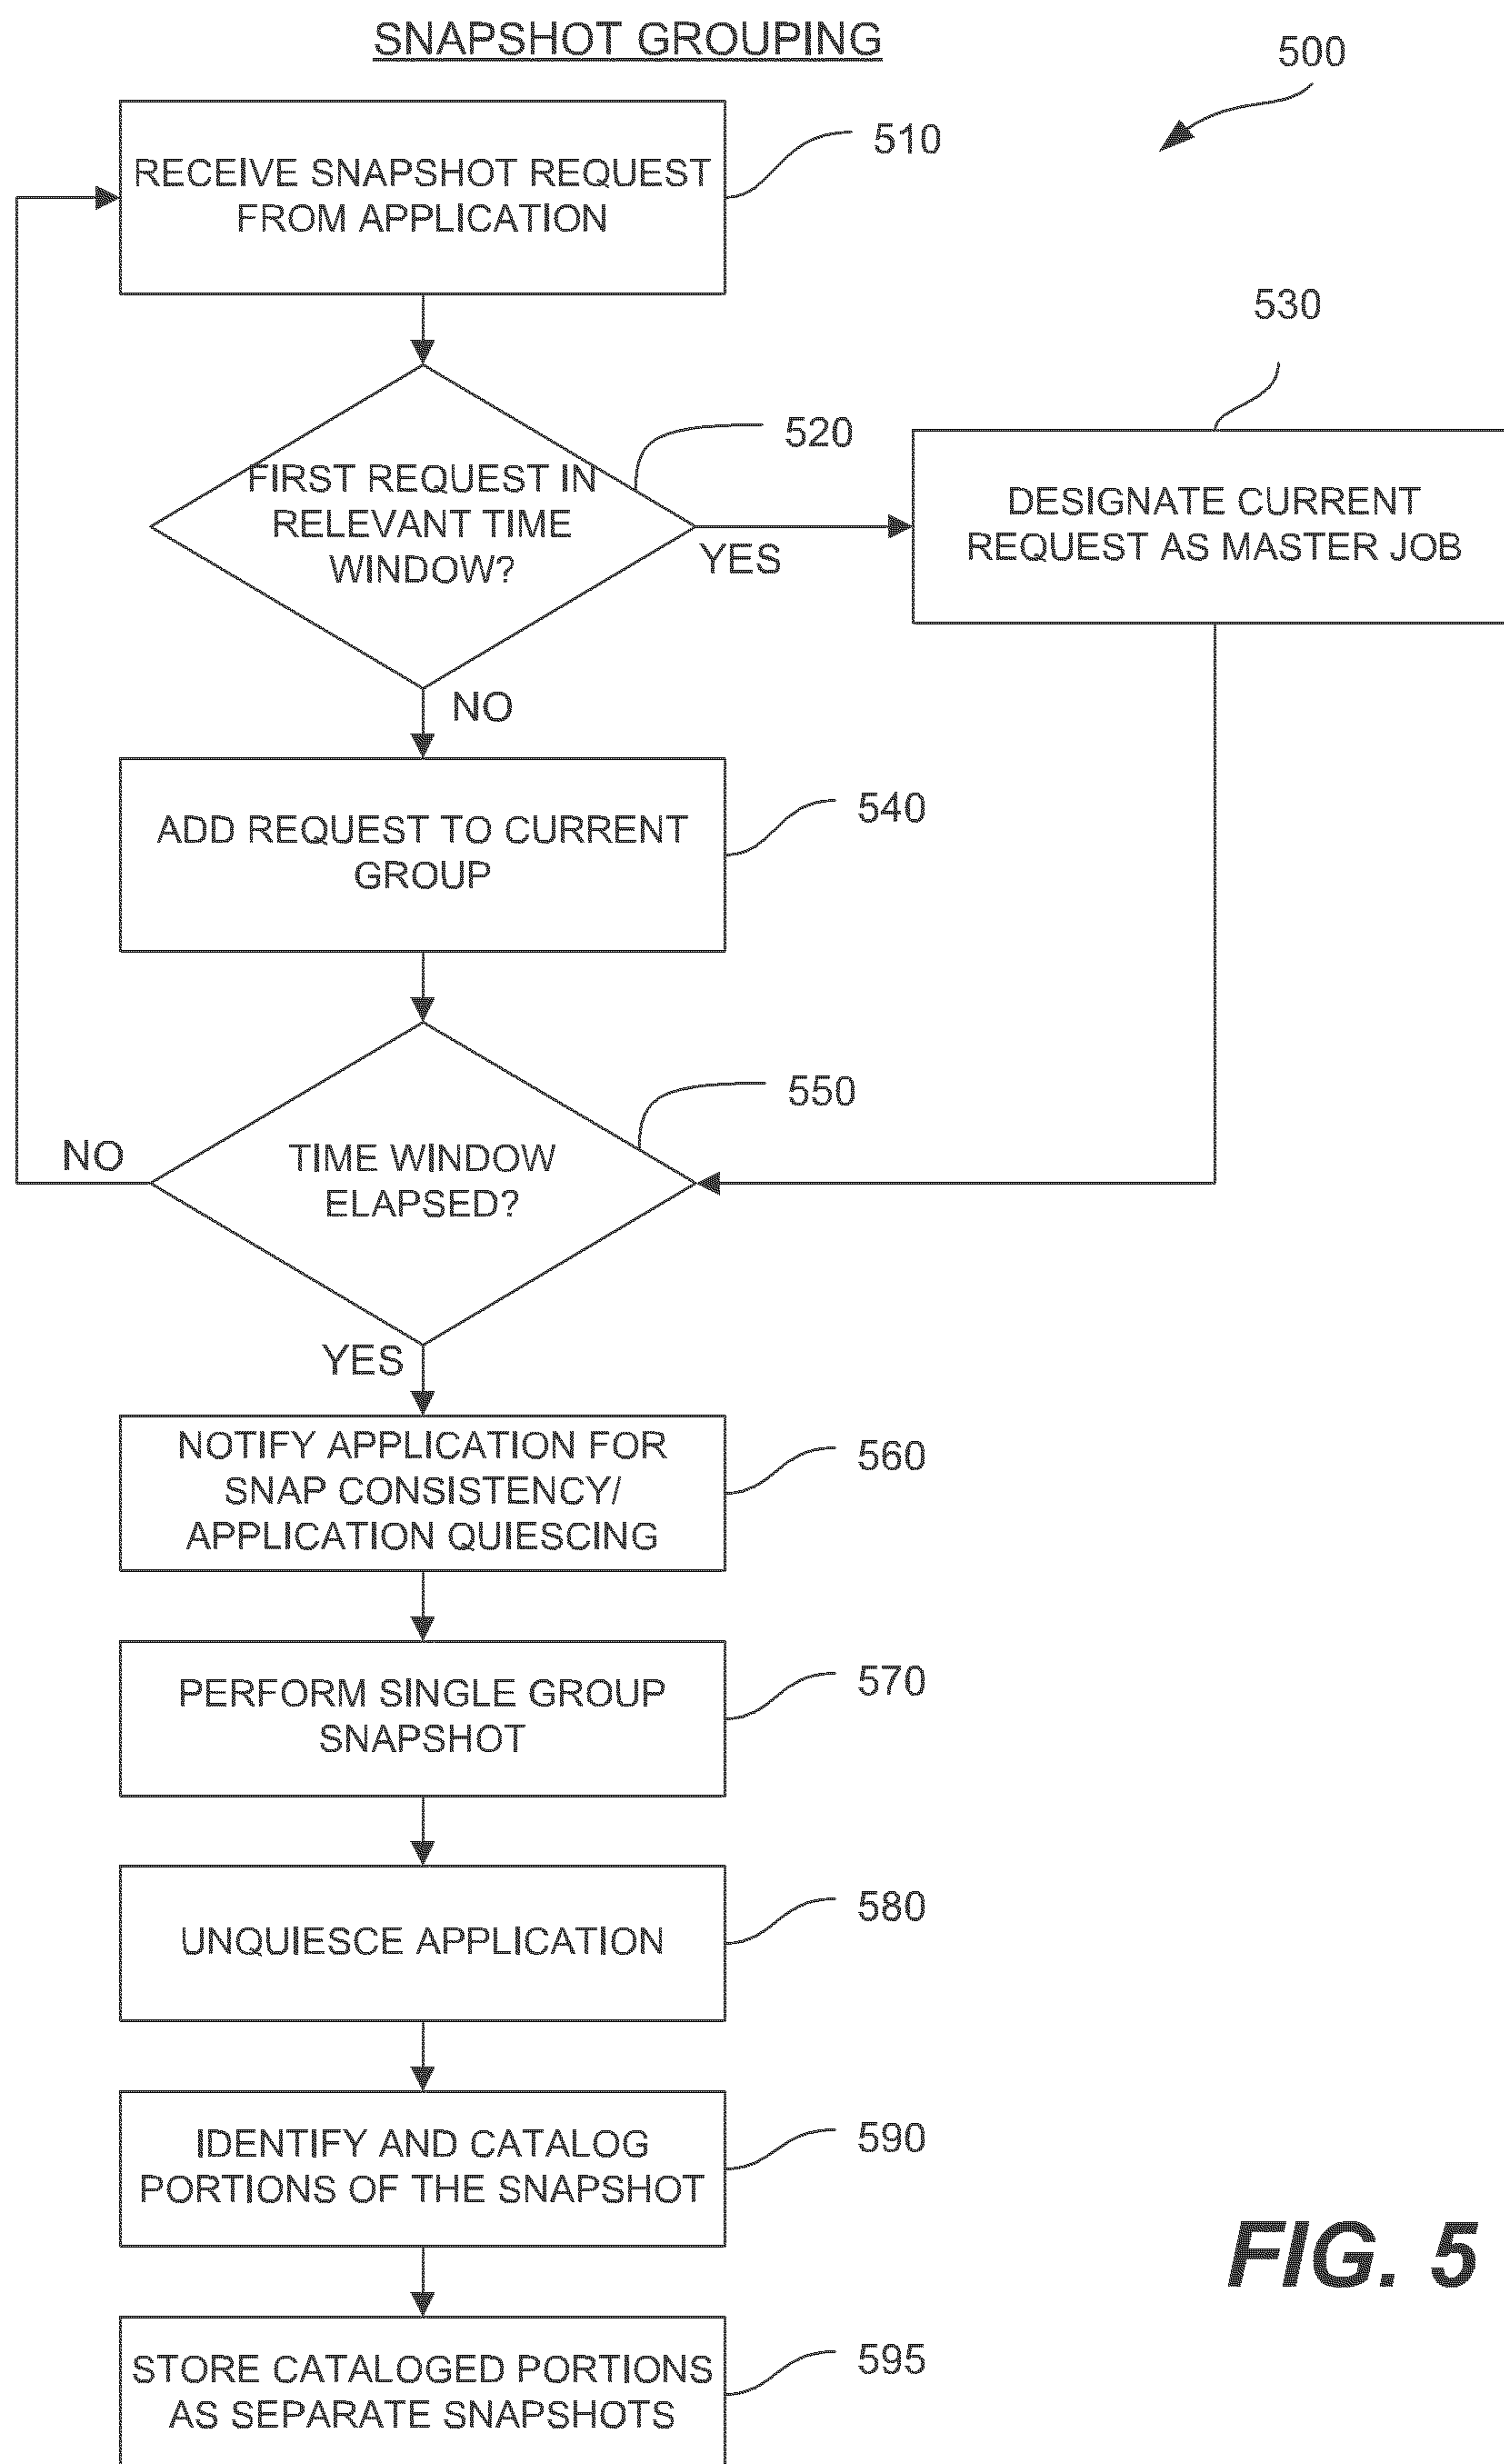 SNAPSHOT GROUPING
500
RECEIVE SNAPSHOT REQUEST
FROM APPLICATION
510
530
FIRST REQUEST IN
RELEVANT TIME
WINDOW?
520
YES
DESIGNATE CURRENT
REQUEST AS MASTER JOB
NO
ADD REQUEST TO CURRENT
GROUP
540
550
NO
TIME WINDOW
ELAPSED?
YES
NOTIFY APPLICATION FOR
SNAP CONSISTENCY/
APPLICATION QUIESCING
560
PERFORM SINGLE GROUP
SNAPSHOT
570
UNQUIESCE APPLICATION
580
IDENTIFY AND CATALOG
PORTIONS OF THE SNAPSHOT
590
FIG. 5
STORE CATALOGED PORTIONS
AS SEPARATE SNAPSHOTS
595